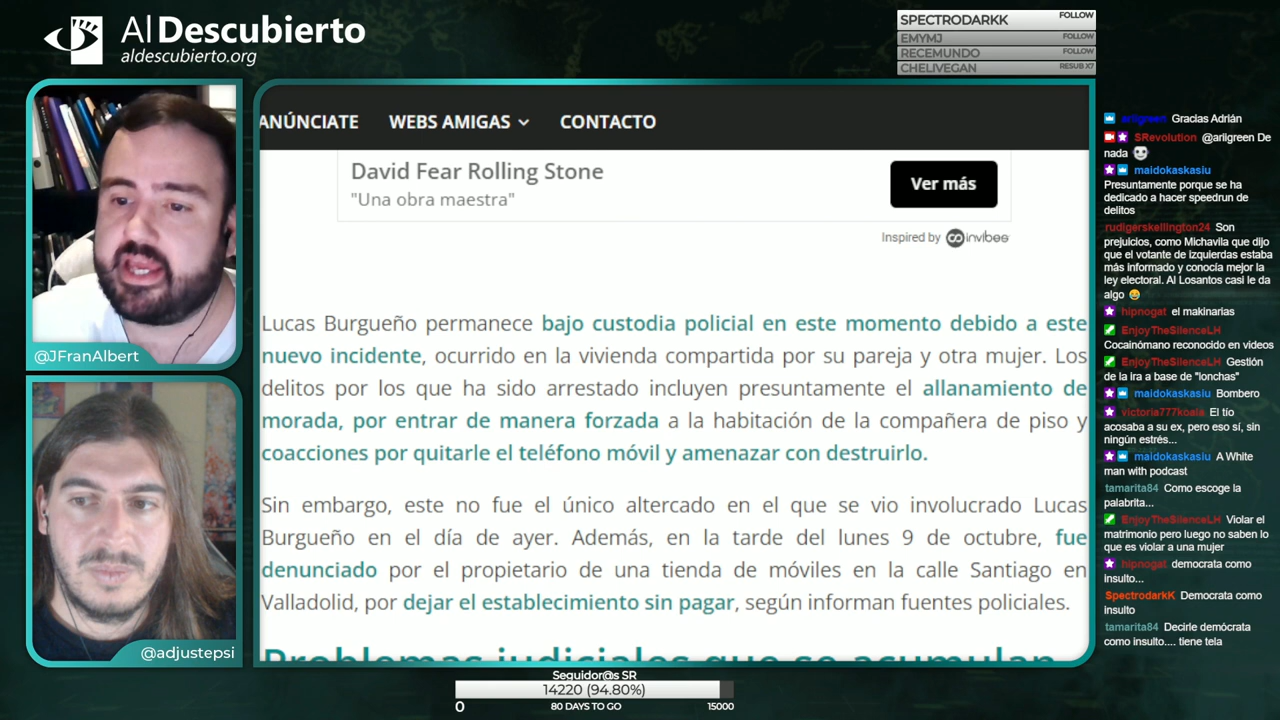 Al Descubierto
aldescubierto.org
SPECTRODARKK FOLLOW
EMYMJ FOLLOW
RECEMUNDO FOLLOW
CHELIVEGAN RESUB X7
ANÚNCIATE WEBS AMIGAS CONTACTO
David Fear Rolling Stone
"Una obra maestra"
Ver más
Inspired by invibes
Lucas Burgueño permanece bajo custodia policial en este momento debido a este
nuevo incidente, ocurrido en la vivienda compartida por su pareja y otra mujer. Los
delitos por los que ha sido arrestado incluyen presuntamente el allanamiento de
morada, por entrar de manera forzada a la habitación de la compañera de piso y
coacciones por quitarle el teléfono móvil y amenazar con destruirlo.
Sin embargo, este no fue el único altercado en el que se vio involucrado Lucas
Burgueño en el día de ayer. Además, en la tarde del lunes 9 de octubre, fue
denunciado por el propietario de una tienda de móviles en la calle Santiago en
Valladolid, por dejar el establecimiento sin pagar, según informan fuentes policiales.
Problemas judiciales que se acumulan
@JFranAlbert
@adjustepsi
arilgreen Gracias Adrián
SRevolution @arilgreen De
nada
maidokaskasiu
Presuntamente porque se ha
dedicado a hacer speedrun de
delitos
rudigerskellington24 Son
prejuicios, como Michavila que dijo
que el votante de izquierdas estaba
más informado y conocía mejor la
ley electoral. Al Losantos casi le da
algo
hipnogat el makinarias
EnjoyTheSilenceLH
Cocainómano reconocido en videos
EnjoyTheSilenceLH Gestión
de la ira a base de "lonchas"
maidokaskasiu Bombero
victoria777koala El tío
acosaba a su ex, pero eso sí, sin
ningún estrés...
maidokaskasiu A White
man with podcast
tamarita84 Como escoge la
palabrita...
EnjoyTheSilenceLH Violar el
matrimonio pero luego no saben lo
que es violar a una mujer
hipnogat democrata como
insulto...
SpectrodarkK Democrata como
insulto
tamarita84 Decirle demócrata
como insulto.... tiene tela
Seguidor@s SR
14220 (94.80%)
0 80 DAYS TO GO 15000